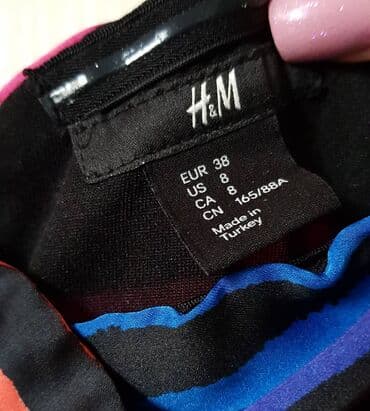 H&M
EUR 38
US 8
CA 8
CN 165/88A
Made in
Turkey